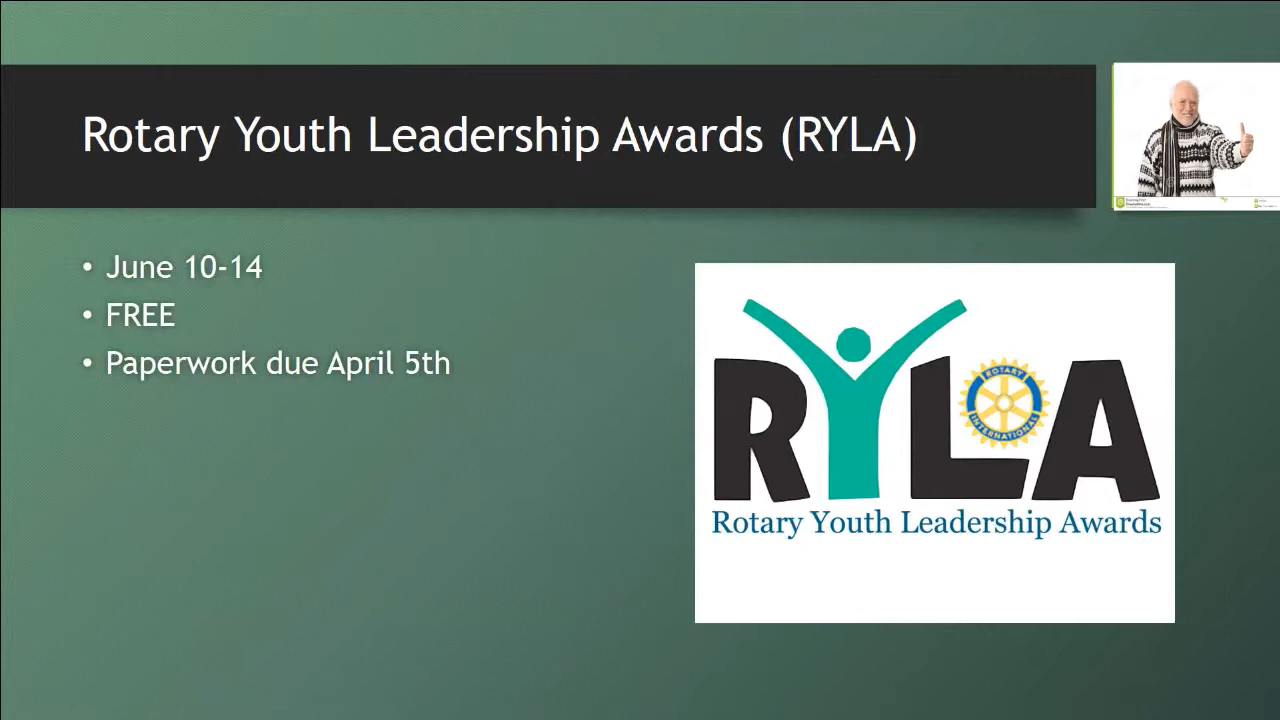 Rotary Youth Leadership Awards (RYLA)
• June 10-14
• FREE
• Paperwork due April 5th
RYLA
ROTARY
INTERNATIONAL
Rotary Youth Leadership Awards